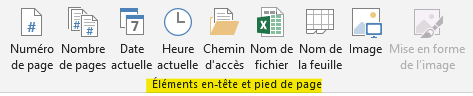 Numéro de page
Nombre de pages
Date actuelle
Heure actuelle
Chemin d'accès
Nom de fichier
Nom de la feuille
Image
Mise en forme de l'image
Éléments en-tête et pied de page